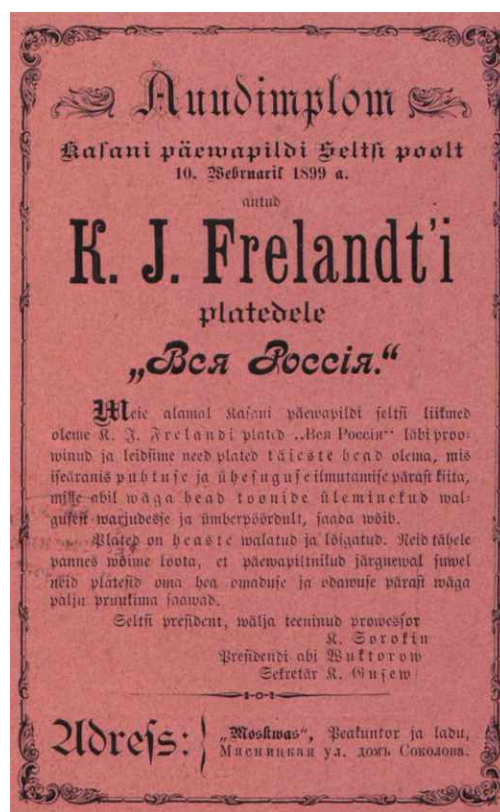 Auudimplom
Kasani päewapildi Seltsi poolt
10. Webruaril 1899 a.
antud
K. J. Frelandt'i
platedele
„Вся Россія.“
Meie alamal Kasani päewapildi seltsi liikmed
oleme K. J. Frelandi plated „Вся Россія“ läbi proo-
winud ja leidsime need plated täieste head olema, mis
iseäranis puhtuse ja ühesuguse ilmutamise pärast kiita,
mille abil wäga head toonide üleminekud wal-
gusest warjudesse ja ümberpöördult, saada wõib.
Plated on heaste walatud ja lõigatud. Neid tähele
pannes wõime loota, et päewapiltnikud järgnewal suwel
neid platesid oma hea omaduse ja odawuse pärast wäga
palju pruukima saawad.
Seltsi president, wälja teeninud prowessor
K. Sorokin
Presidendi abi Wuktorow
Sekretär K. Gusew
Adress:
„Moskwas“, Peakuntor ja ladu,
Мясницкая ул. домъ Соколова.